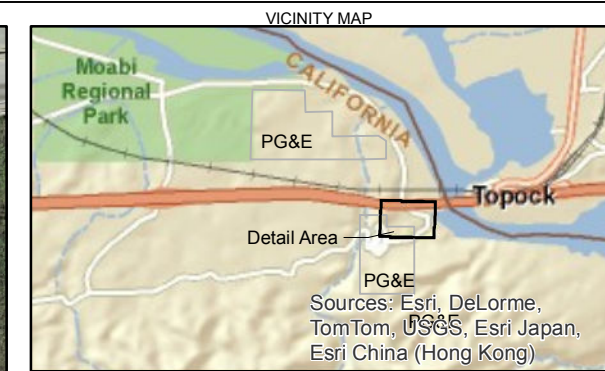 VICINITY MAP
Moabi
Regional
Park
CALIFORNIA
PG&E
Topock
Detail Area
PG&E
PG&E
Sources: Esri, DeLorme,
TomTom, USGS, Esri Japan,
Esri China (Hong Kong)